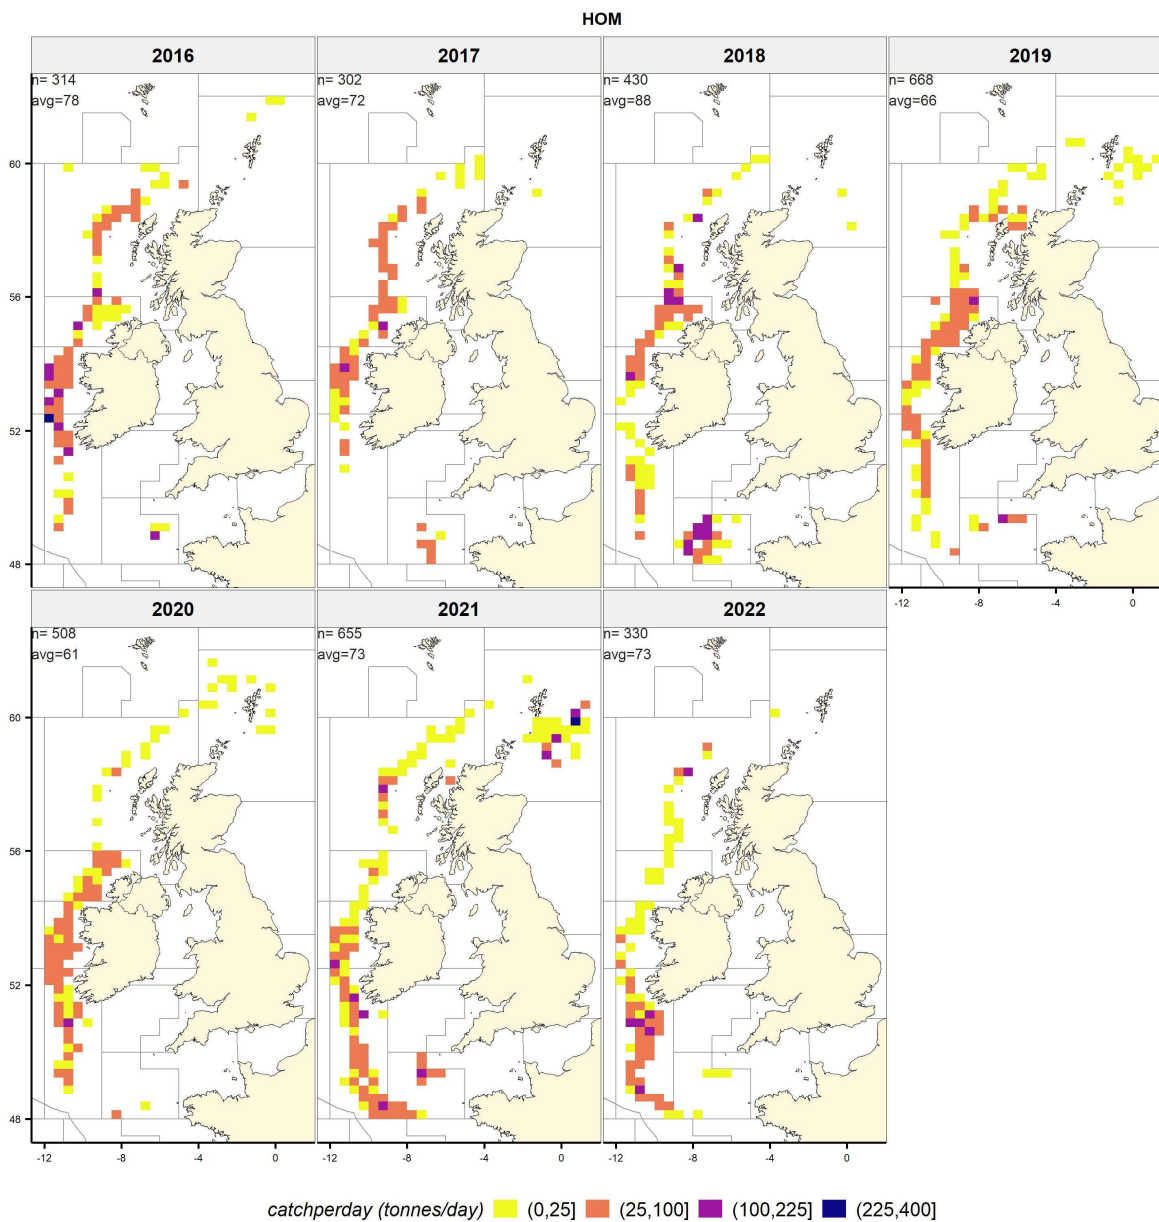 HOM
2016 2017 2018 2019
n= 314 n= 302 n= 430 n= 668
avg=78 avg=72 avg=88 avg=66
60
56
52
48
-12 -8 -4 0
2020 2021 2022
n= 508 n= 655 n= 330
avg=61 avg=73 avg=73
60
56
52
48
-12 -8 -4 0 -12 -8 -4 0 -12 -8 -4 0
catchperday (tonnes/day) (0,25] (25,100] (100,225] (225,400]